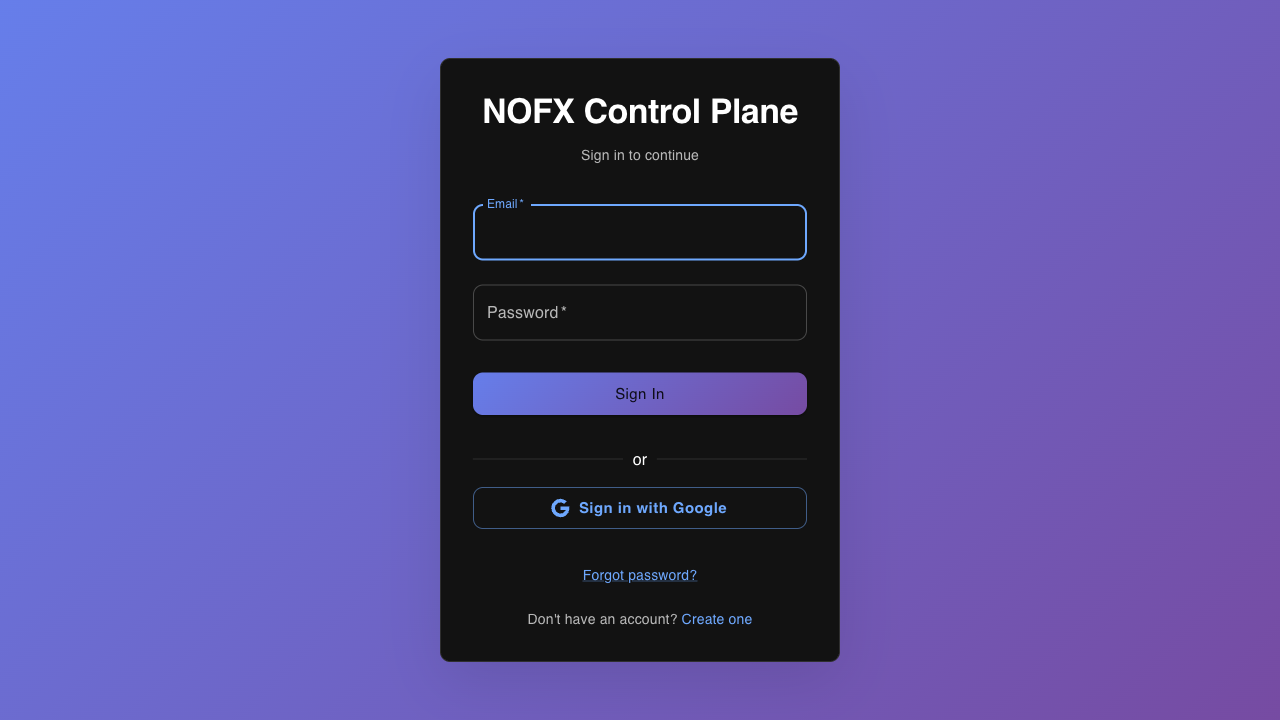 NOFX Control Plane
Sign in to continue
Email *
Password *
Sign In
or
Sign in with Google
Forgot password?
Don't have an account? Create one